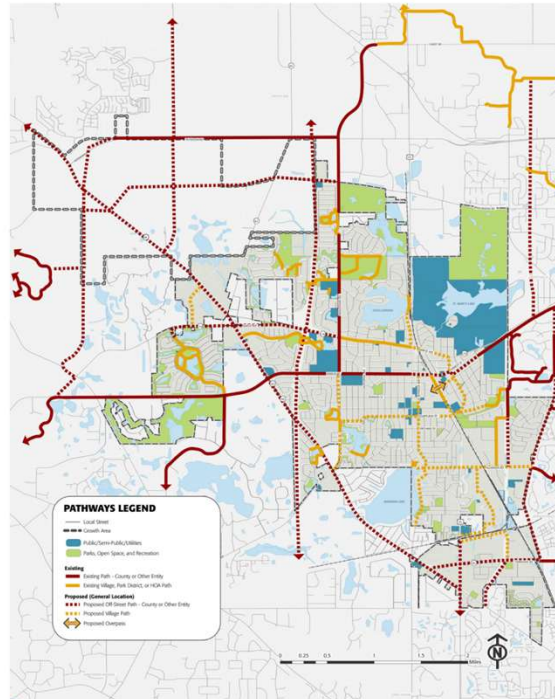 PATHWAYS LEGEND
Local Street
Growth Area
Public/Semi-Public/Utilities
Parks, Open Space, and Recreation
Existing
Existing Path - County or Other Entity
Existing Village, Park District, or HOA Path
Proposed (General Location)
Proposed Off-Street Path - County or Other Entity
Proposed Village Path
Proposed Overpass
0 0.25 0.5 1 1.5 2
Miles
N